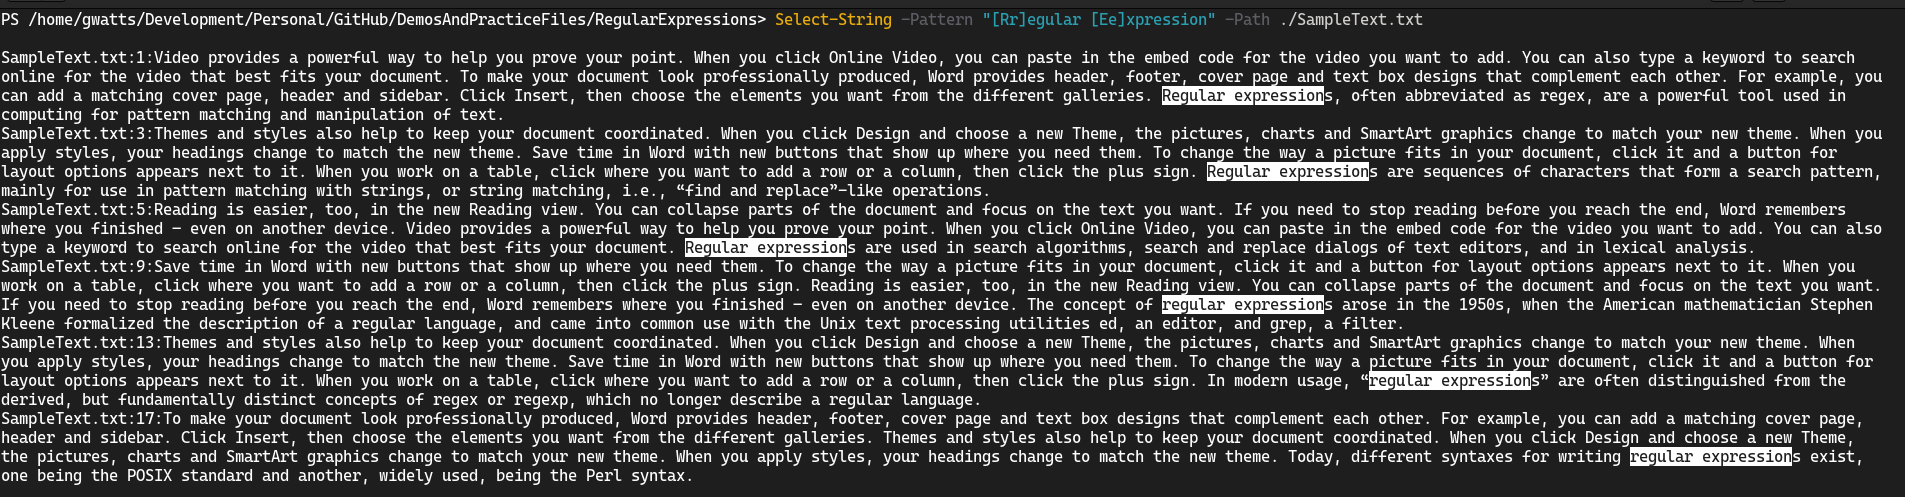 PS /home/gwatts/Development/Personal/GitHub/DemosAndPracticeFiles/RegularExpressions> Select-String -Pattern "[Rr]egular [Ee]xpression" -Path ./SampleText.txt
SampleText.txt:1:Video provides a powerful way to help you prove your point. When you click Online Video, you can paste in the embed code for the video you want to add. You can also type a keyword to search
online for the video that best fits your document. To make your document look professionally produced, Word provides header, footer, cover page and text box designs that complement each other. For example, you
can add a matching cover page, header and sidebar. Click Insert, then choose the elements you want from the different galleries. Regular expressions, often abbreviated as regex, are a powerful tool used in
computing for pattern matching and manipulation of text.
SampleText.txt:3:Themes and styles also help to keep your document coordinated. When you click Design and choose a new Theme, the pictures, charts and SmartArt graphics change to match your new theme. When you
apply styles, your headings change to match the new theme. Save time in Word with new buttons that show up where you need them. To change the way a picture fits in your document, click it and a button for
layout options appears next to it. When you work on a table, click where you want to add a row or a column, then click the plus sign. Regular expressions are sequences of characters that form a search pattern,
mainly for use in pattern matching with strings, or string matching, i.e., “find and replace”-like operations.
SampleText.txt:5:Reading is easier, too, in the new Reading view. You can collapse parts of the document and focus on the text you want. If you need to stop reading before you reach the end, Word remembers
where you finished – even on another device. Video provides a powerful way to help you prove your point. When you click Online Video, you can paste in the embed code for the video you want to add. You can also
type a keyword to search online for the video that best fits your document. Regular expressions are used in search algorithms, search and replace dialogs of text editors, and in lexical analysis.
SampleText.txt:9:Save time in Word with new buttons that show up where you need them. To change the way a picture fits in your document, click it and a button for layout options appears next to it. When you
work on a table, click where you want to add a row or a column, then click the plus sign. Reading is easier, too, in the new Reading view. You can collapse parts of the document and focus on the text you want.
If you need to stop reading before you reach the end, Word remembers where you finished – even on another device. The concept of regular expressions arose in the 1950s, when the American mathematician Stephen
Kleene formalized the description of a regular language, and came into common use with the Unix text processing utilities ed, an editor, and grep, a filter.
SampleText.txt:13:Themes and styles also help to keep your document coordinated. When you click Design and choose a new Theme, the pictures, charts and SmartArt graphics change to match your new theme. When
you apply styles, your headings change to match the new theme. Save time in Word with new buttons that show up where you need them. To change the way a picture fits in your document, click it and a button for
layout options appears next to it. When you work on a table, click where you want to add a row or a column, then click the plus sign. In modern usage, “regular expressions” are often distinguished from the
derived, but fundamentally distinct concepts of regex or regexp, which no longer describe a regular language.
SampleText.txt:17:To make your document look professionally produced, Word provides header, footer, cover page and text box designs that complement each other. For example, you can add a matching cover page,
header and sidebar. Click Insert, then choose the elements you want from the different galleries. Themes and styles also help to keep your document coordinated. When you click Design and choose a new Theme,
the pictures, charts and SmartArt graphics change to match your new theme. When you apply styles, your headings change to match the new theme. Today, different syntaxes for writing regular expressions exist,
one being the POSIX standard and another, widely used, being the Perl syntax.